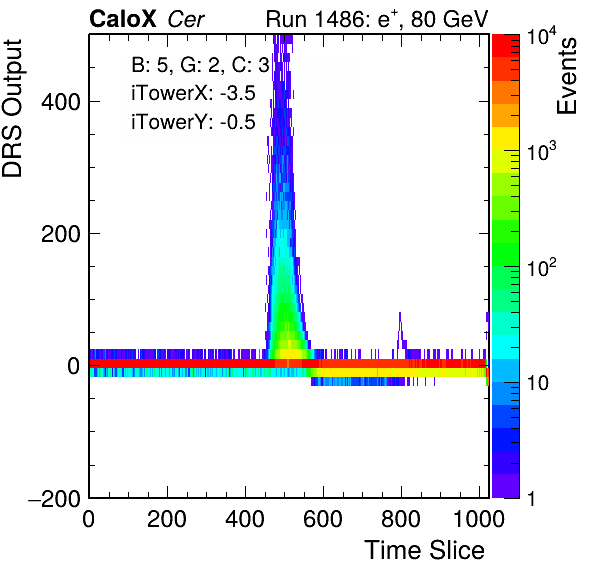 CaloX Cer Run 1486: e+, 80 GeV
B: 5, G: 2, C: 3
iTowerX: -3.5
iTowerY: -0.5
DRS Output
400
200
0
−200
0 200 400 600 800 1000
Time Slice
Events
10^4
10^3
10^2
10
1